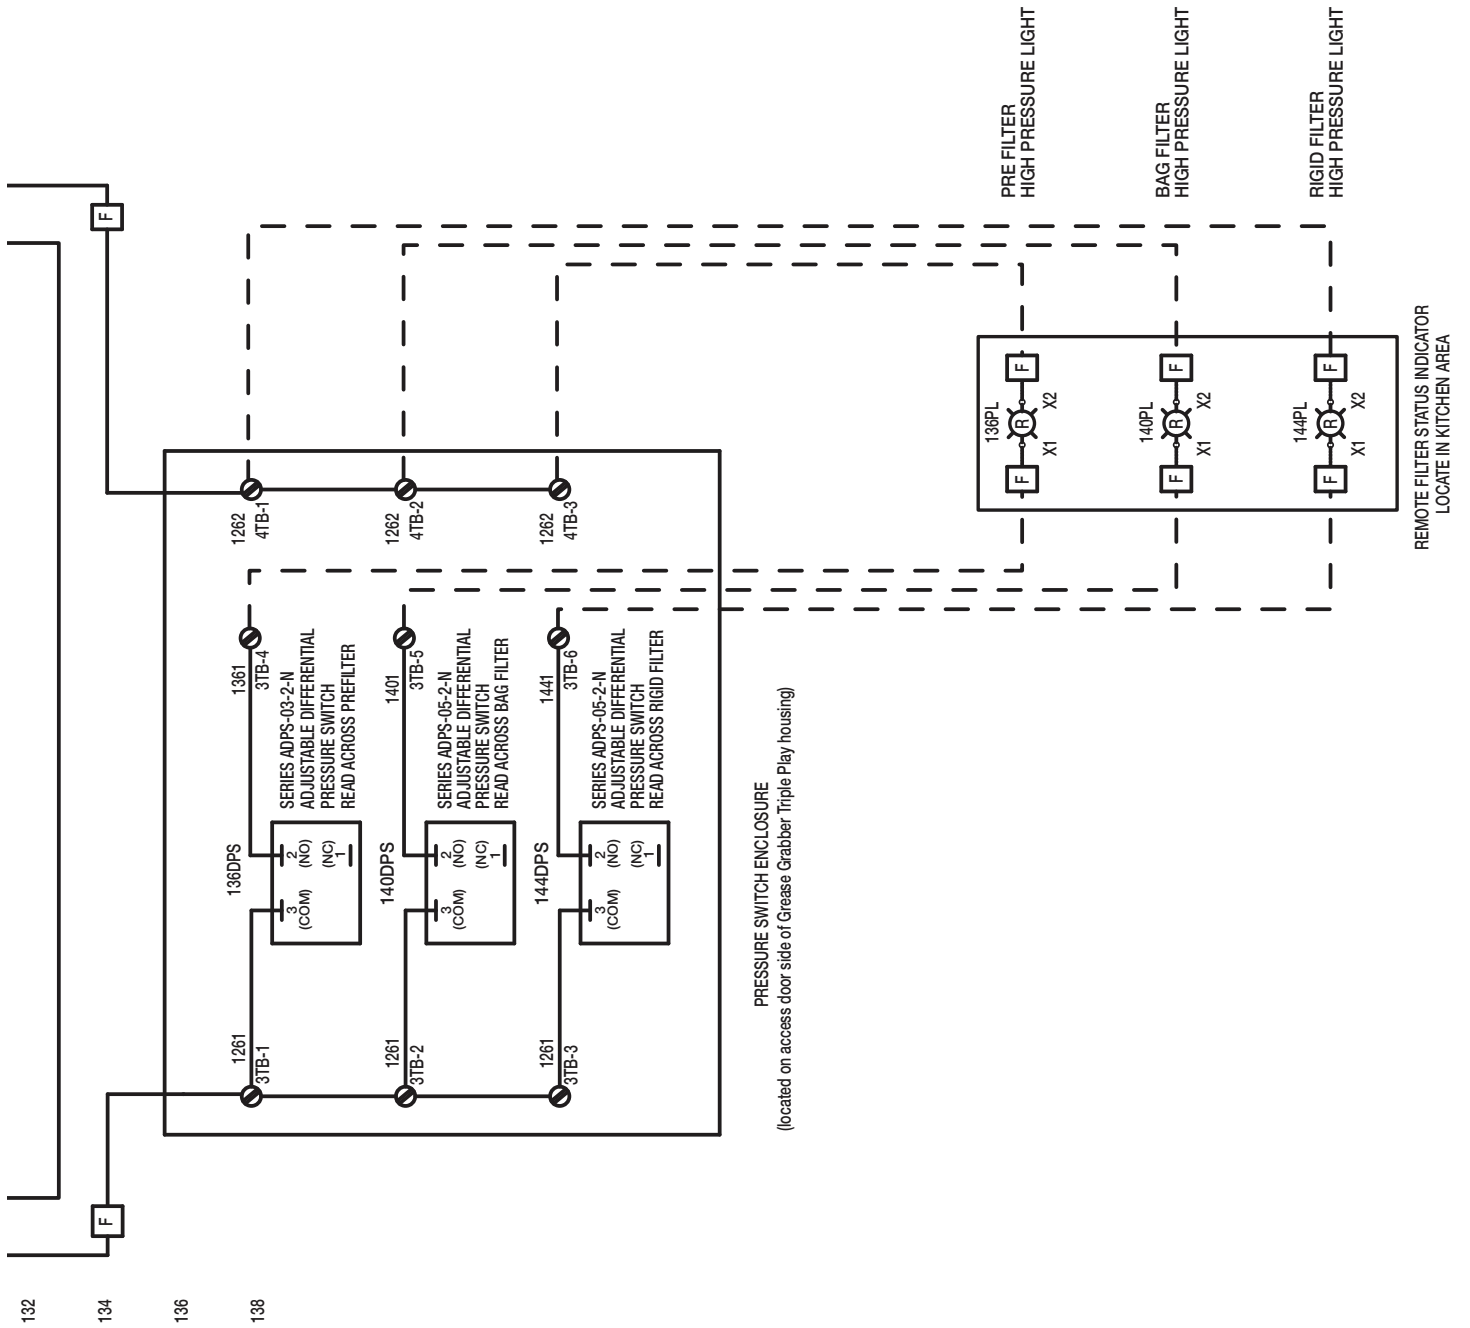 132
134
136
138
F
F
1261
3TB-1
136DPS
3
(COM)
2
(NO)
(NC)
1
SERIES ADPS-03-2-N
ADJUSTABLE DIFFERENTIAL
PRESSURE SWITCH
READ ACROSS PREFILTER
1361
3TB-4
1262
4TB-1
1261
3TB-2
140DPS
3
(COM)
2
(NO)
(NC)
1
SERIES ADPS-05-2-N
ADJUSTABLE DIFFERENTIAL
PRESSURE SWITCH
READ ACROSS BAG FILTER
1401
3TB-5
1262
4TB-2
1261
3TB-3
144DPS
3
(COM)
2
(NO)
(NC)
1
SERIES ADPS-05-2-N
ADJUSTABLE DIFFERENTIAL
PRESSURE SWITCH
READ ACROSS RIGID FILTER
1441
3TB-6
1262
4TB-3
PRESSURE SWITCH ENCLOSURE
(located on access door side of Grease Grabber Triple Play housing)
136PL
F
R
F
X1
X2
PRE FILTER
HIGH PRESSURE LIGHT
140PL
F
R
F
X1
X2
BAG FILTER
HIGH PRESSURE LIGHT
144PL
F
R
F
X1
X2
RIGID FILTER
HIGH PRESSURE LIGHT
REMOTE FILTER STATUS INDICATOR
LOCATE IN KITCHEN AREA